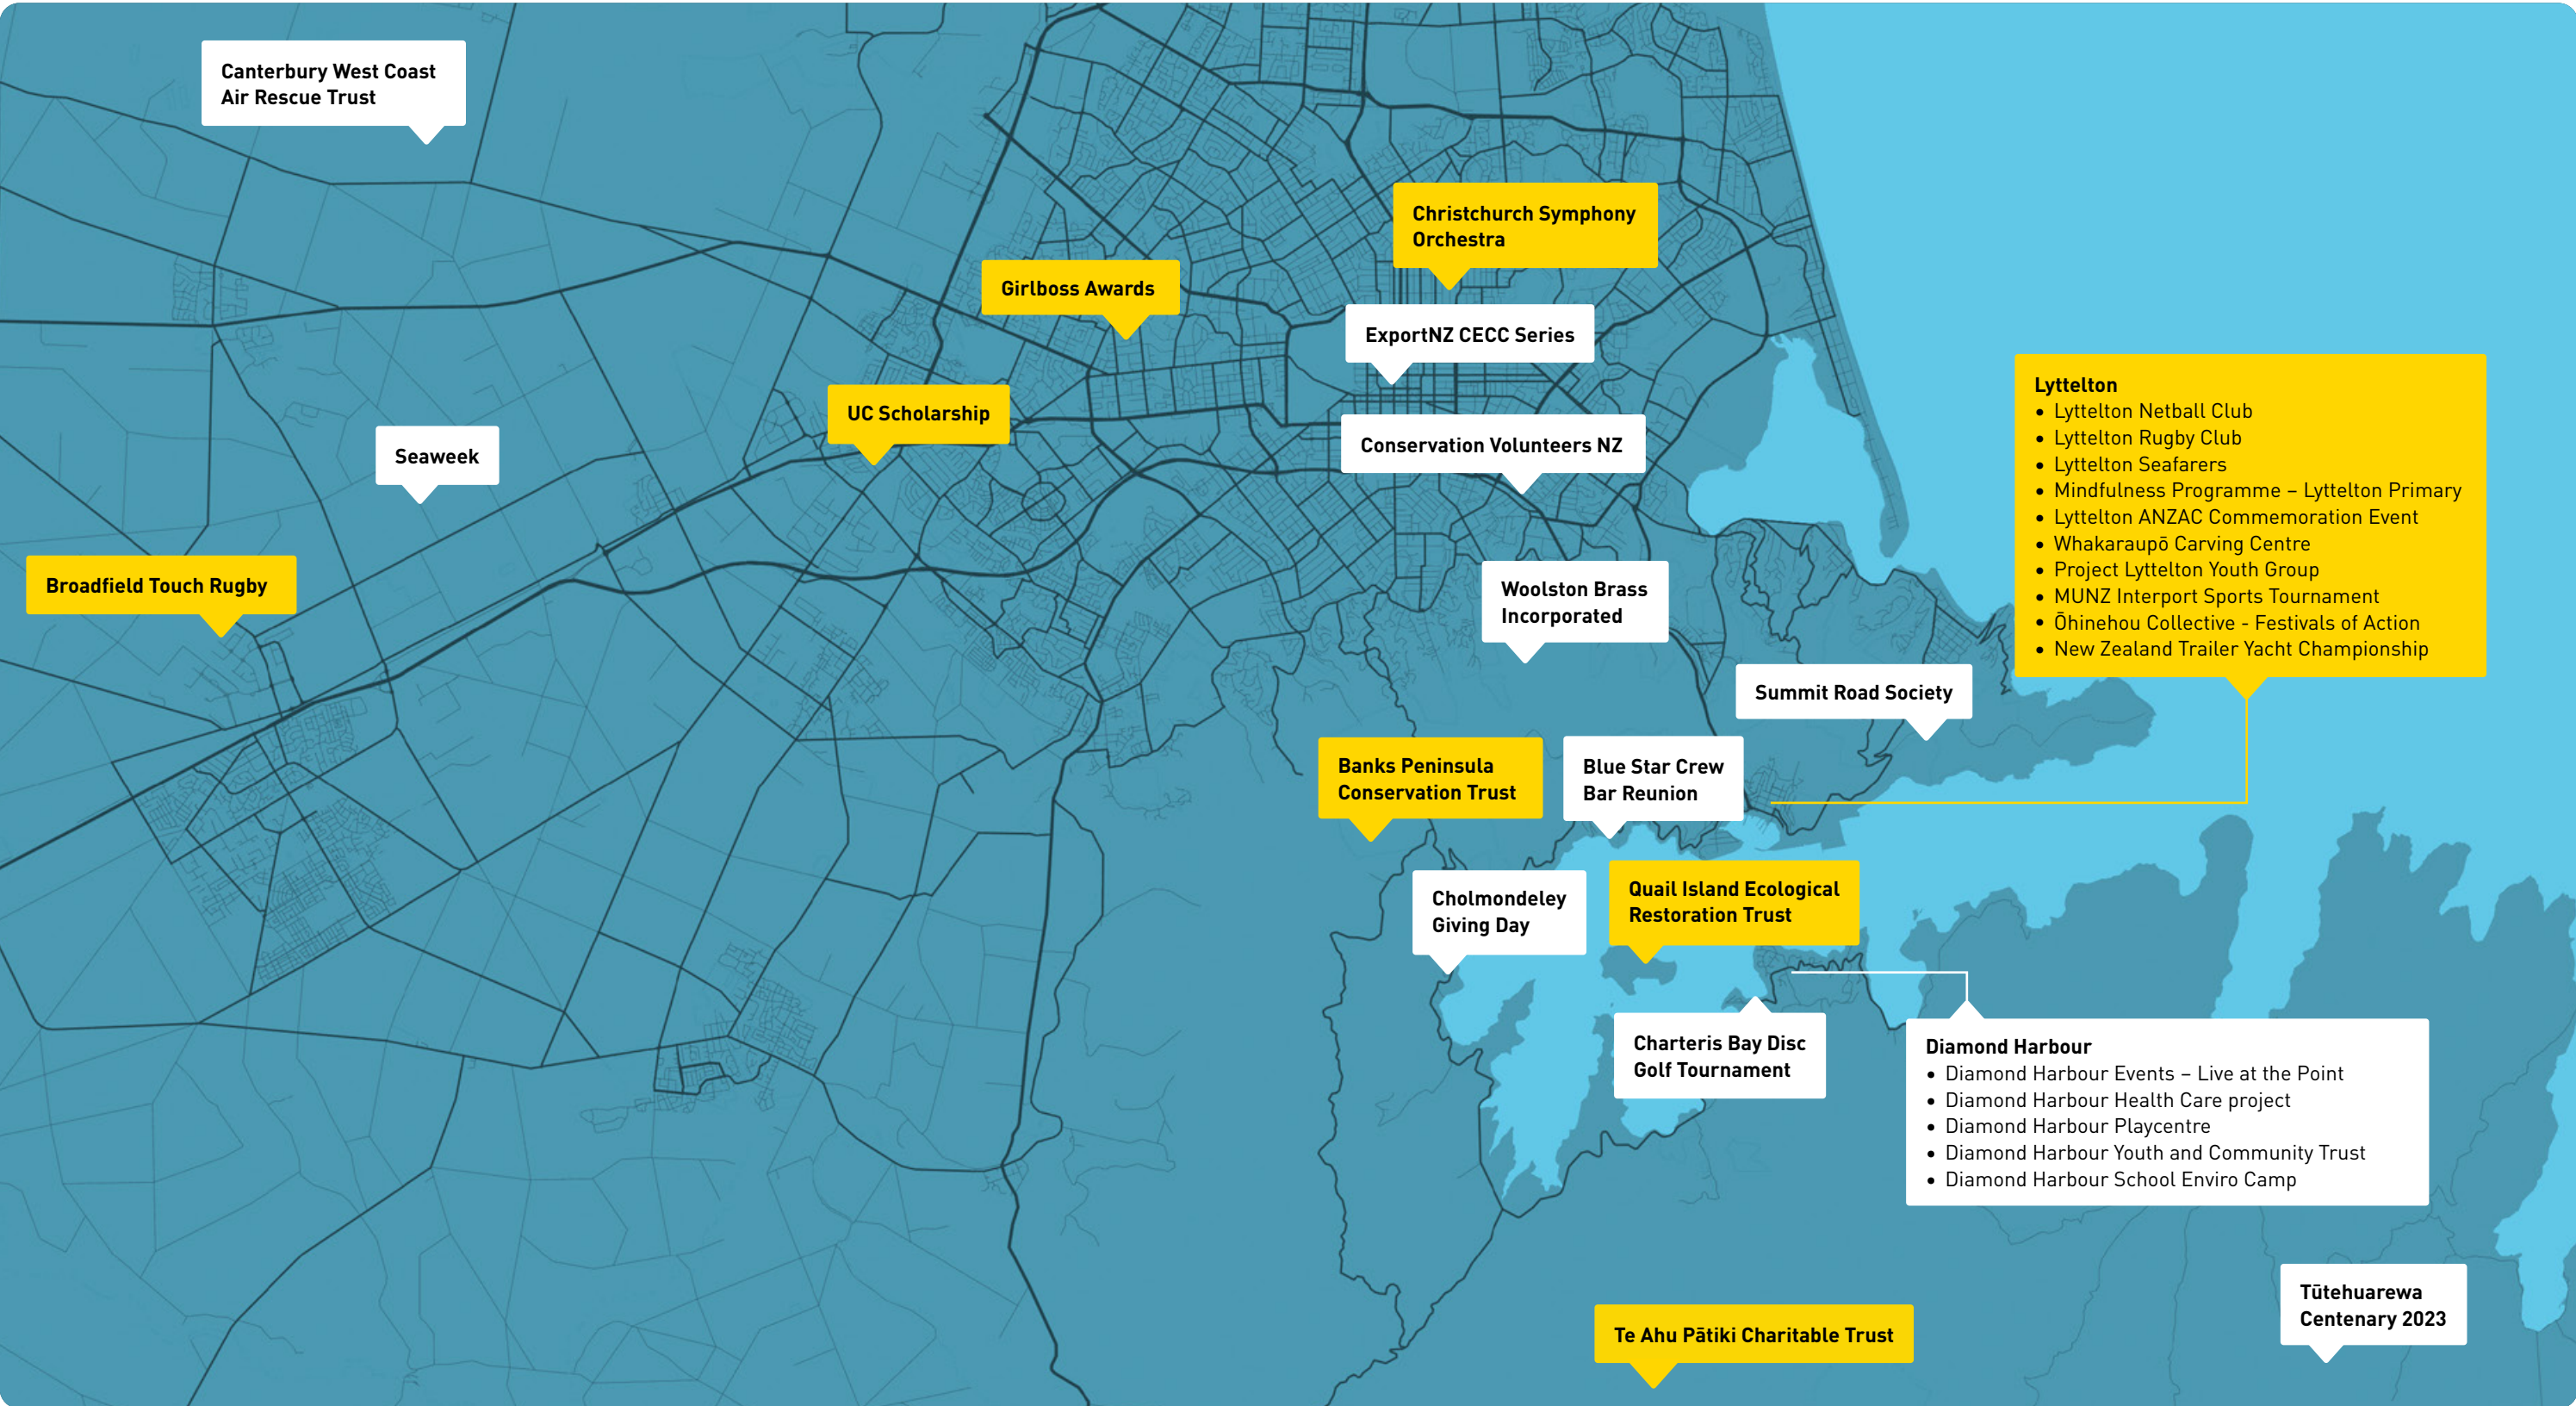 Canterbury West Coast
Air Rescue Trust
Christchurch Symphony
Orchestra
Girlboss Awards
ExportNZ CECC Series
UC Scholarship
Conservation Volunteers NZ
Seaweek
Broadfield Touch Rugby
Woolston Brass
Incorporated
Lyttelton
• Lyttelton Netball Club
• Lyttelton Rugby Club
• Lyttelton Seafarers
• Mindfulness Programme – Lyttelton Primary
• Lyttelton ANZAC Commemoration Event
• Whakaraupō Carving Centre
• Project Lyttelton Youth Group
• MUNZ Interport Sports Tournament
• Ōhinehou Collective - Festivals of Action
• New Zealand Trailer Yacht Championship
Summit Road Society
Banks Peninsula
Conservation Trust
Blue Star Crew
Bar Reunion
Cholmondeley
Giving Day
Quail Island Ecological
Restoration Trust
Charteris Bay Disc
Golf Tournament
Diamond Harbour
• Diamond Harbour Events – Live at the Point
• Diamond Harbour Health Care project
• Diamond Harbour Playcentre
• Diamond Harbour Youth and Community Trust
• Diamond Harbour School Enviro Camp
Tūtehuarewa
Centenary 2023
Te Ahu Pātiki Charitable Trust